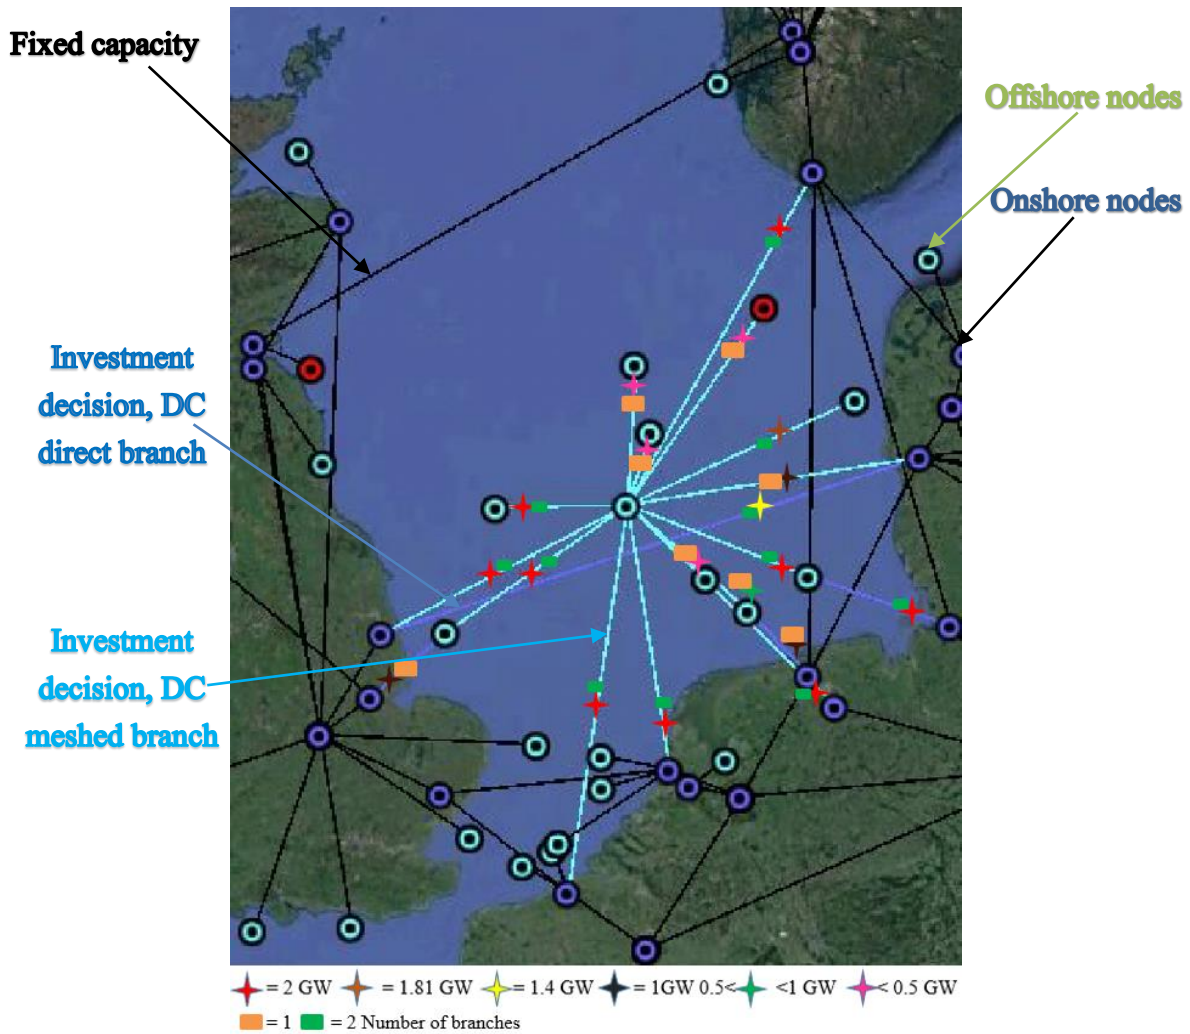 Fixed capacity
Offshore nodes
Onshore nodes
Investment
decision, DC
direct branch
Investment
decision, DC
meshed branch
= 2 GW = 1.81 GW = 1.4 GW = 1GW 0.5< <1 GW < 0.5 GW
= 1 = 2 Number of branches